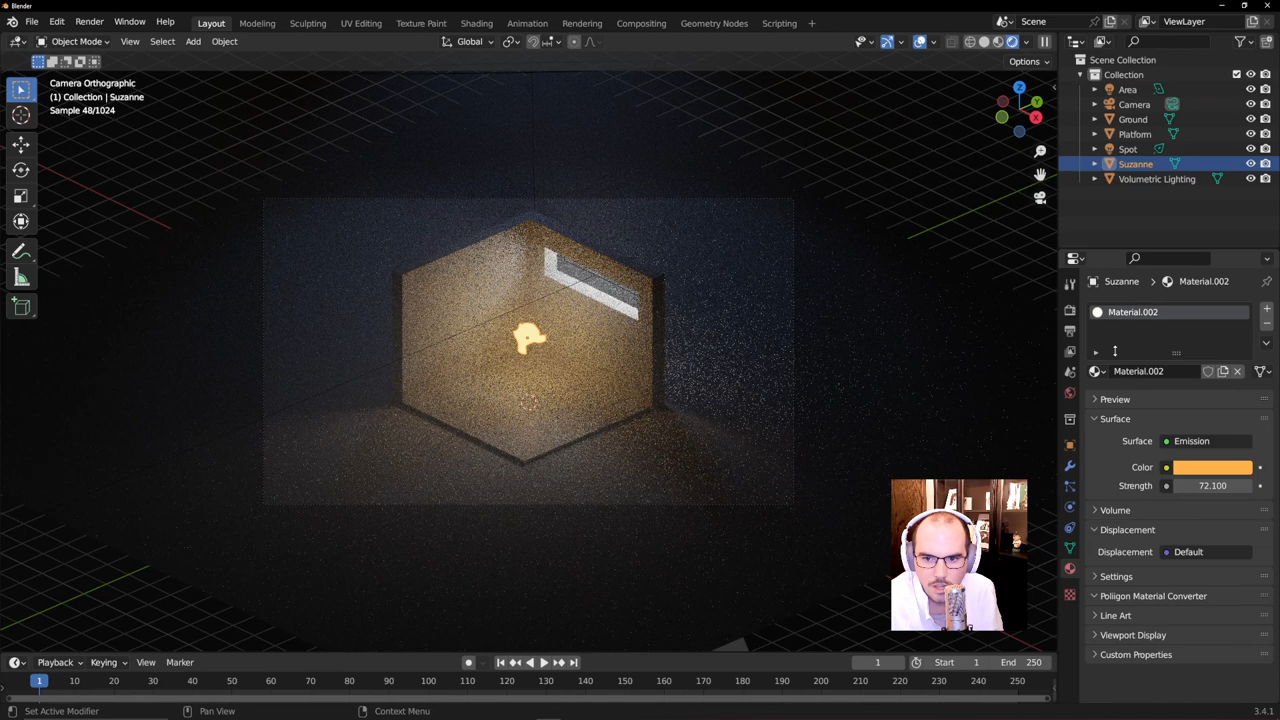 Blender
File Edit Render Window Help
Layout Modeling Sculpting UV Editing Texture Paint Shading Animation Rendering Compositing Geometry Nodes Scripting +
Scene
ViewLayer
Object Mode View Select Add Object
Global
Options
Camera Orthographic
(1) Collection | Suzanne
Sample 48/1024
Z
Y
X
Scene Collection
Collection
Area
Camera
Ground
Platform
Spot
Suzanne
Volumetric Lighting
Suzanne > Material.002
Material.002
Material.002
Preview
Surface
Surface Emission
Color
Strength 72.100
Volume
Displacement
Displacement Default
Settings
Poliigon Material Converter
Line Art
Viewport Display
Custom Properties
Playback Keying View Marker
1 Start 1 End 250
1 10 20 30 40 50 60 70 80 90 100 110 120 130 140 150 160 170 180 190 200 210 220 230 240 250
Set Active Modifier Pan View Context Menu
3.4.1